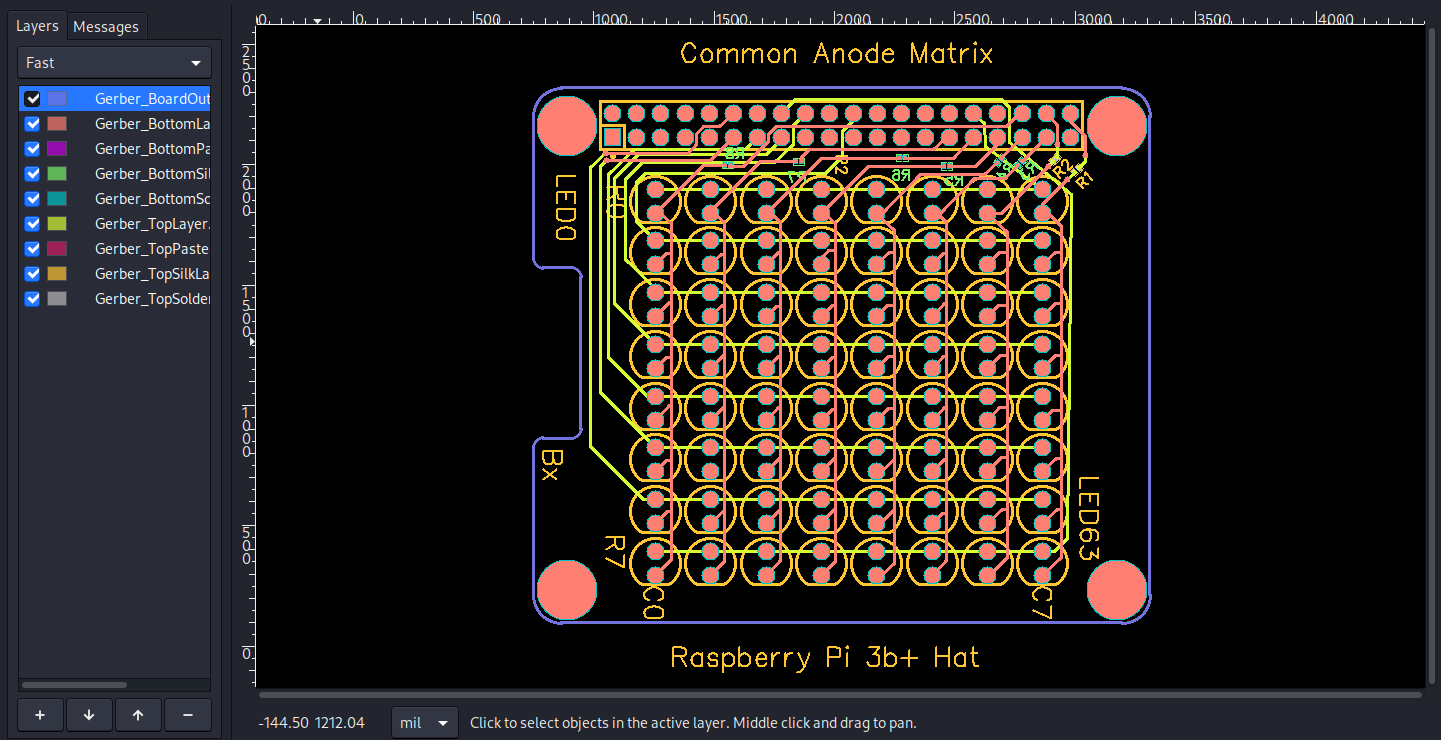 Layers Messages
Fast
Gerber_BoardOut
Gerber_BottomLa
Gerber_BottomPa
Gerber_BottomSil
Gerber_BottomSo
Gerber_TopLayer.
Gerber_TopPaste
Gerber_TopSilkLa
Gerber_TopSolder
0 0 500 1000 1500 2000 2500 3000 3500 4000
2500
2000
1500
1000
500
0
Common Anode Matrix
R2
R6
R2
R1
LED0
R0
Bx
LED63
R7
C0
C7
Raspberry Pi 3b+ Hat
-144.50 1212.04
mil
Click to select objects in the active layer. Middle click and drag to pan.